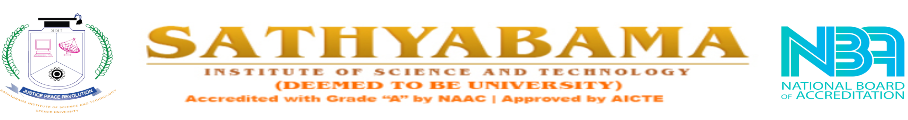 JUSTICE PEACE REVOLUTION
SATHYABAMA
INSTITUTE OF SCIENCE AND TECHNOLOGY
(DEEMED TO BE UNIVERSITY)
Accredited with Grade “A” by NAAC | Approved by AICTE
NBA
NATIONAL BOARD
OF ACCREDITATION